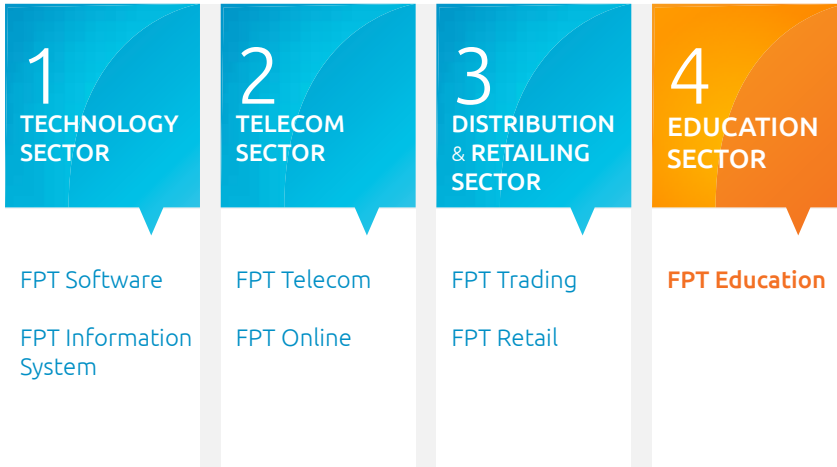 1
TECHNOLOGY
SECTOR
FPT Software
FPT Information
System
2
TELECOM
SECTOR
FPT Telecom
FPT Online
3
DISTRIBUTION
& RETAILING
SECTOR
FPT Trading
FPT Retail
4
EDUCATION
SECTOR
FPT Education